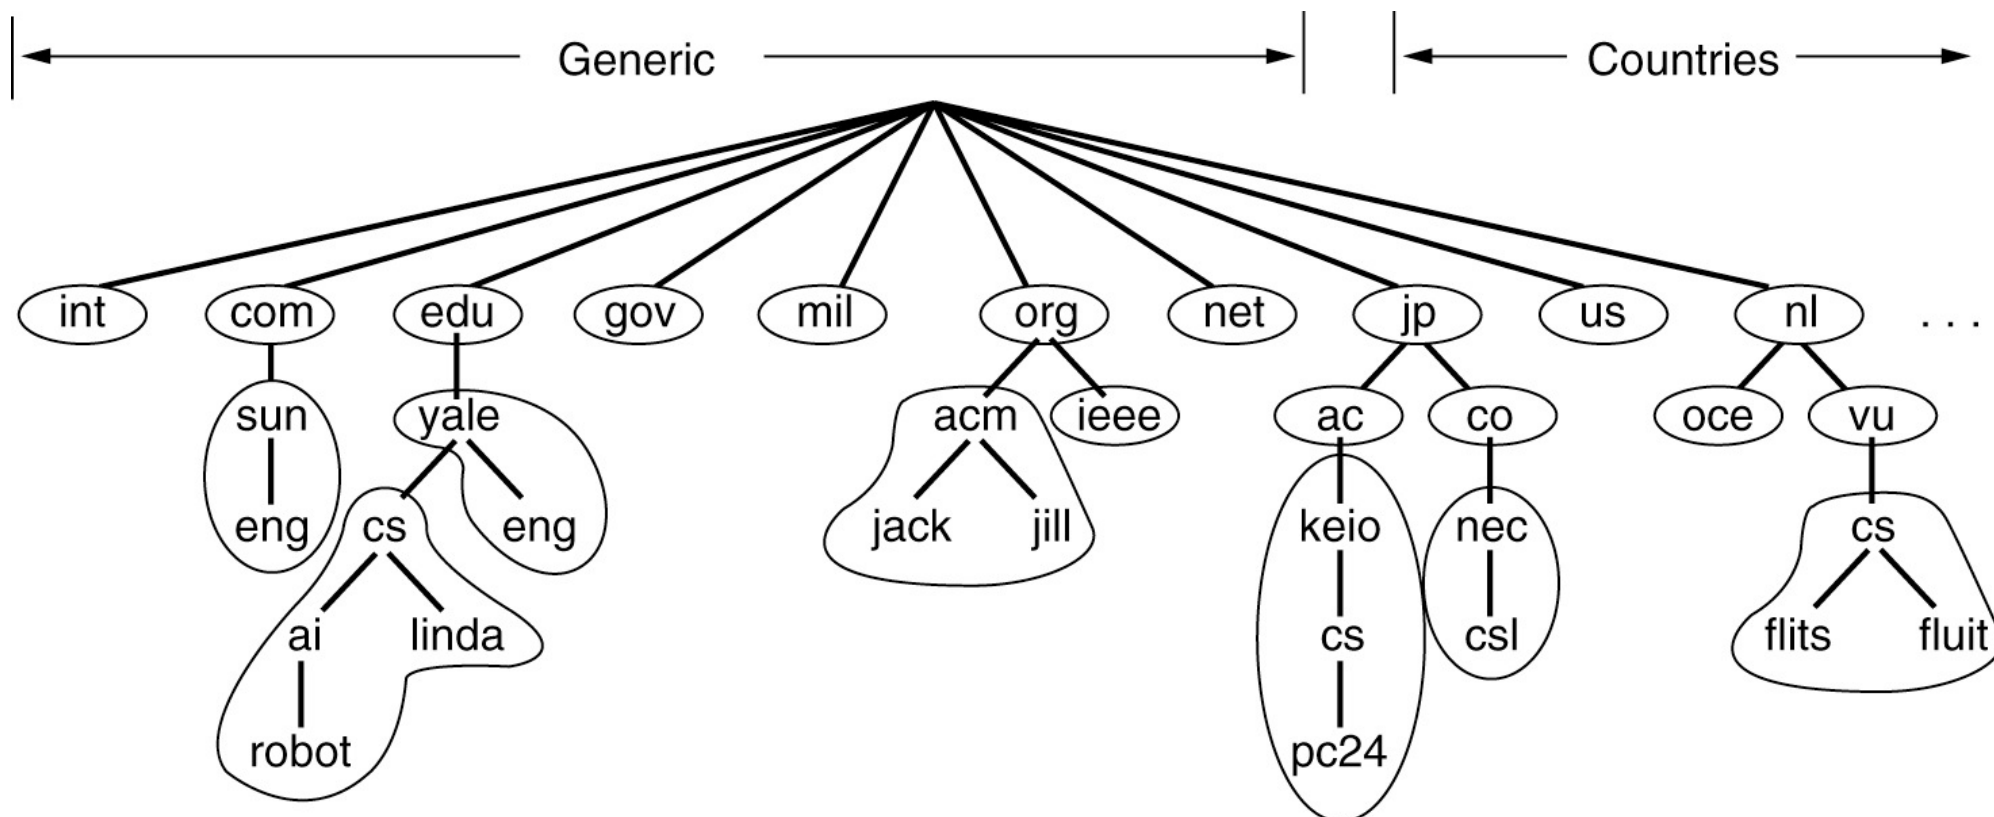 Generic Countries
int com edu gov mil org net jp us nl . . .
sun yale acm ieee ac co oce vu
eng cs eng jack jill keio nec cs
ai linda cs csl flits fluit
robot pc24